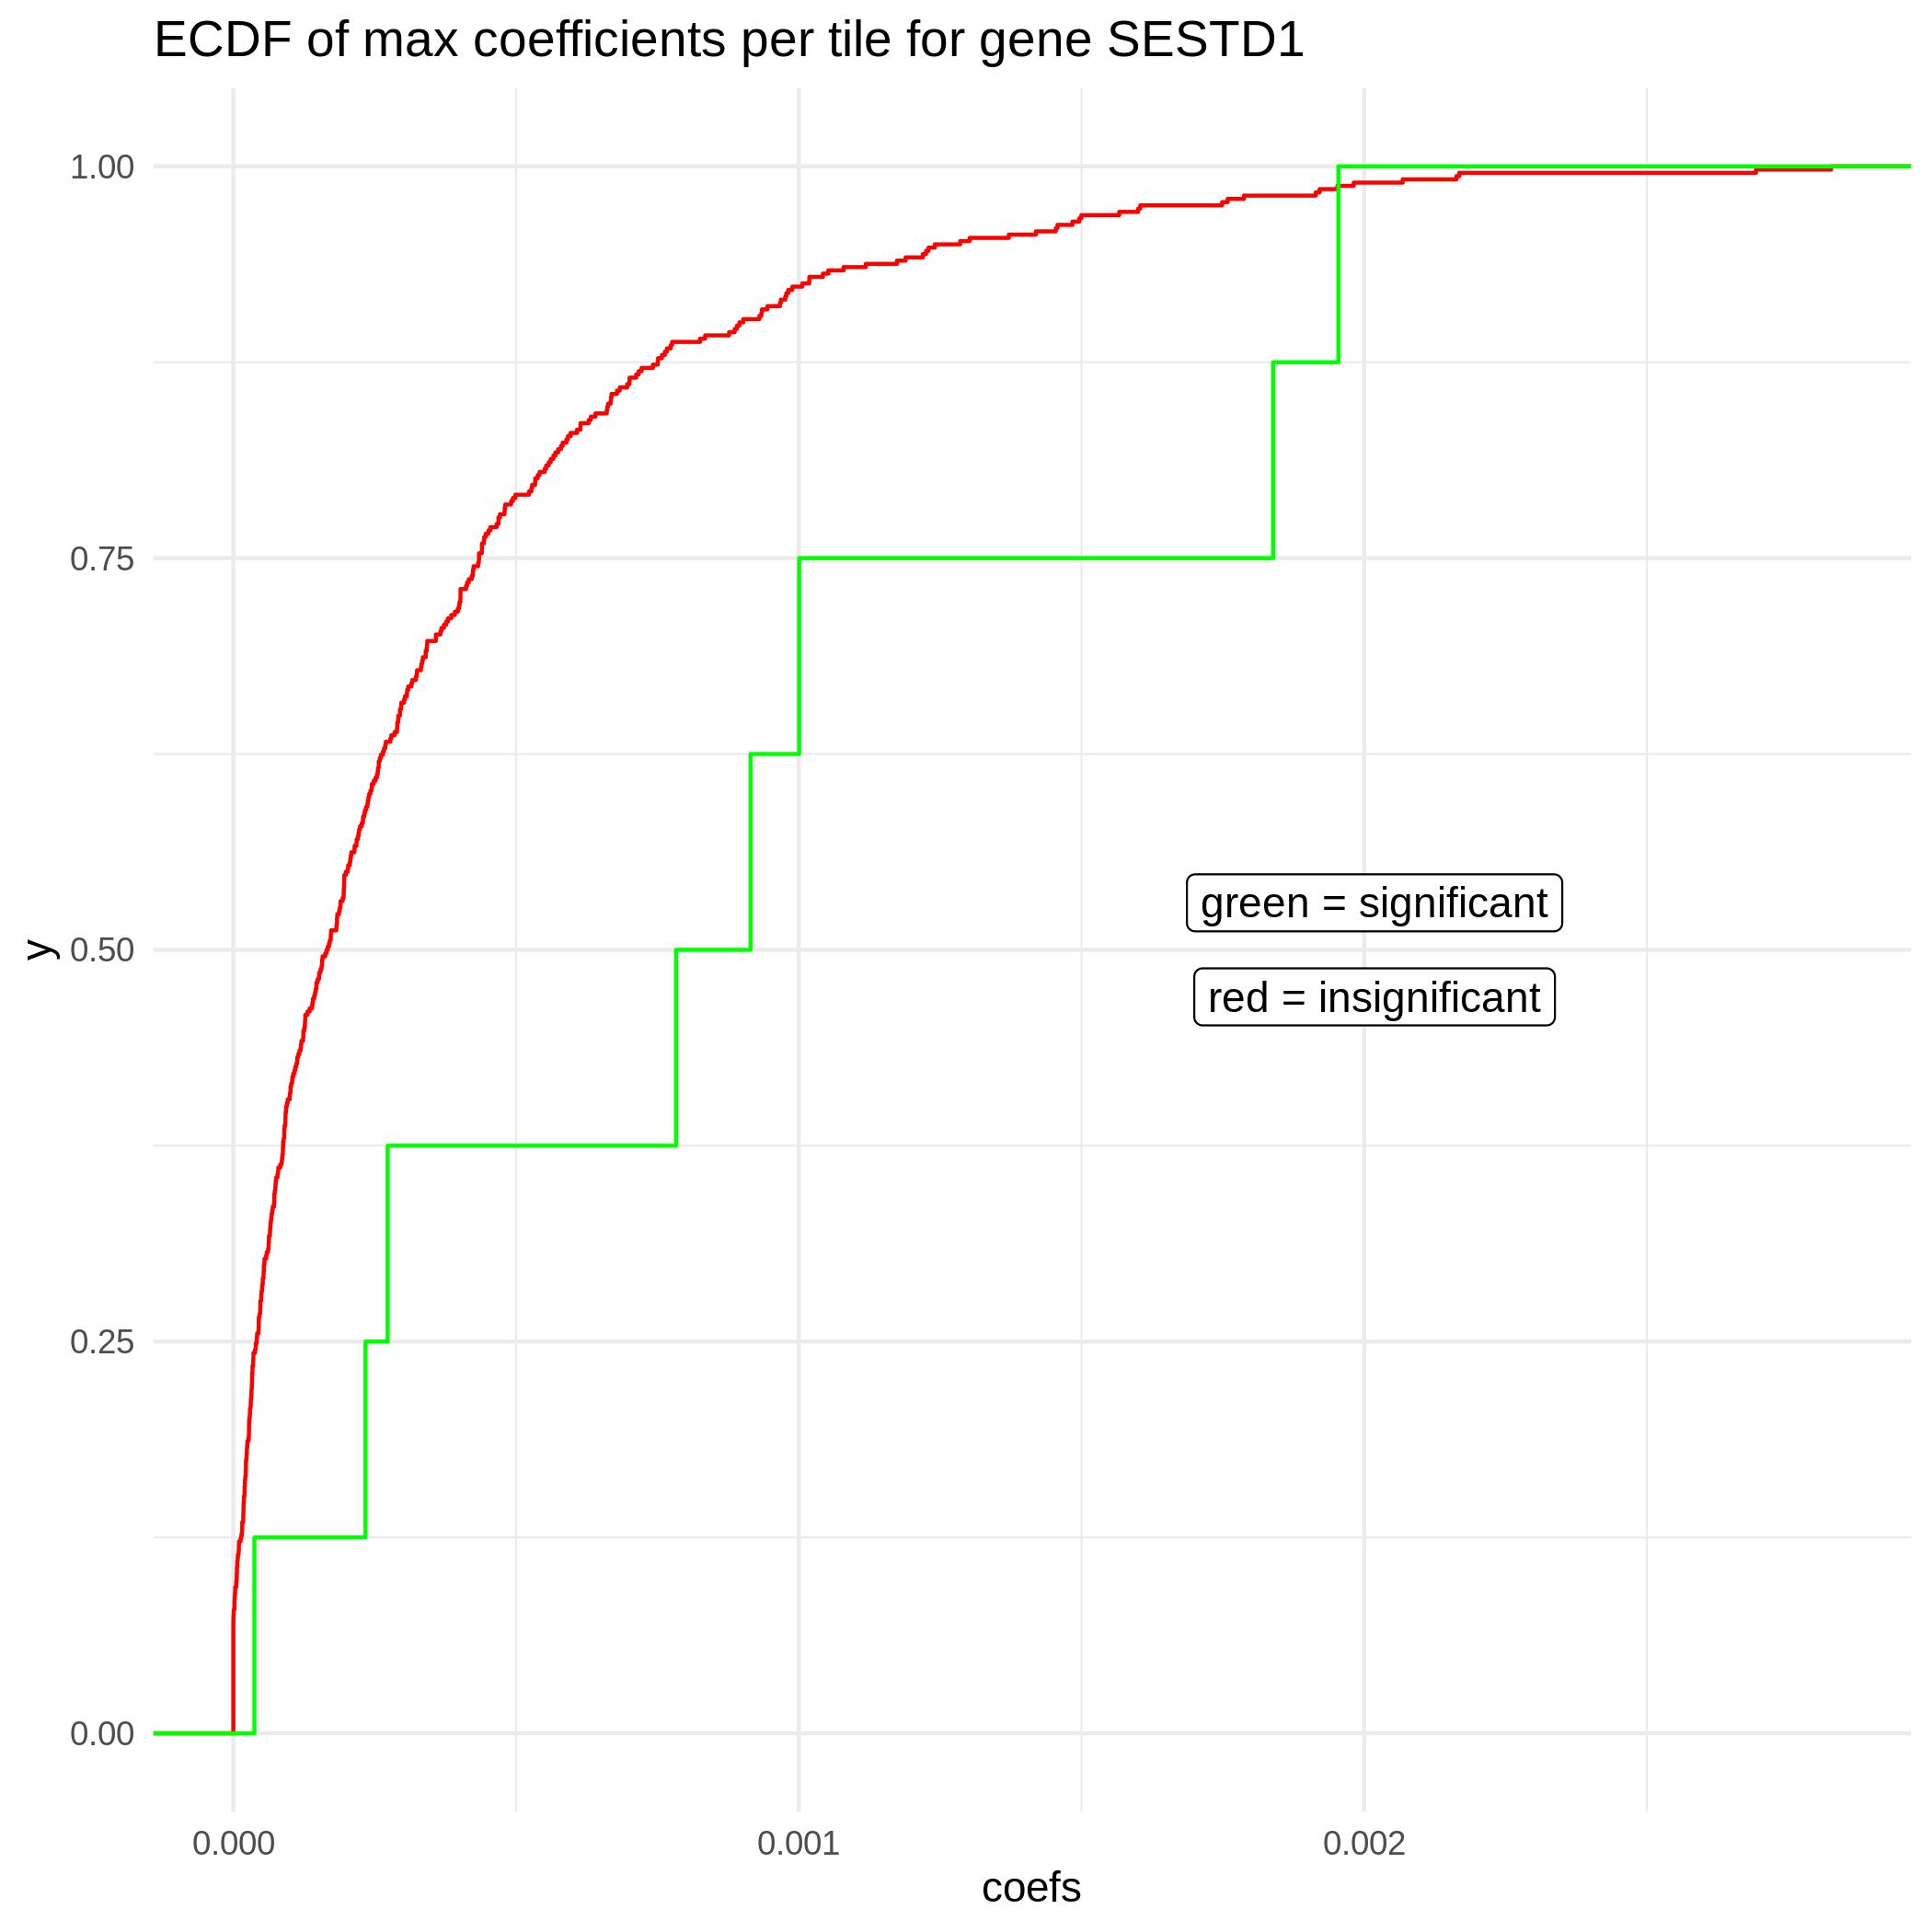 ECDF of max coefficients per tile for gene SESTD1
1.00
0.75
0.50
0.25
0.00
y
green = significant
red = insignificant
0.000 0.001 0.002
coefs